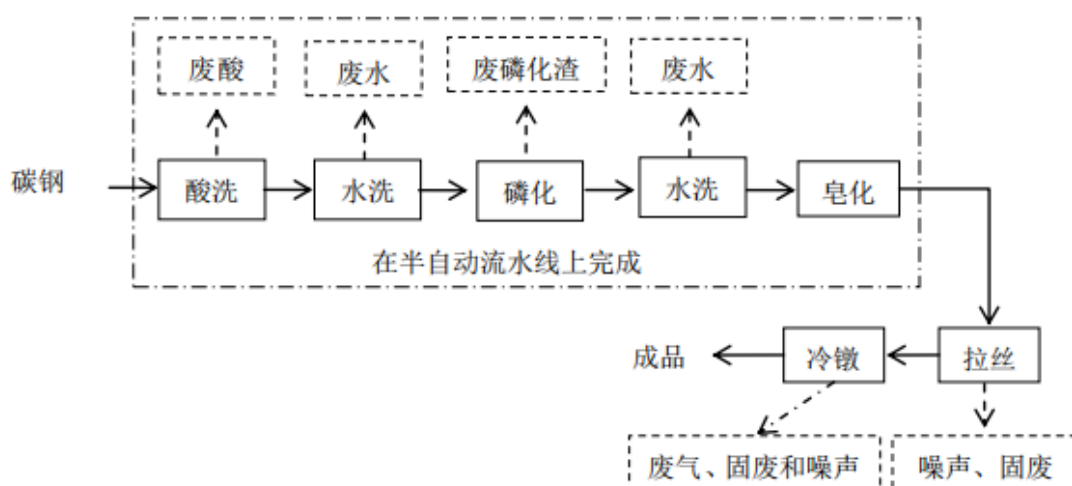 废酸
废水
废磷化渣
废水
碳钢
酸洗
水洗
磷化
水洗
皂化
在半自动流水线上完成
成品
冷镦
拉丝
废气、固废和噪声
噪声、固废